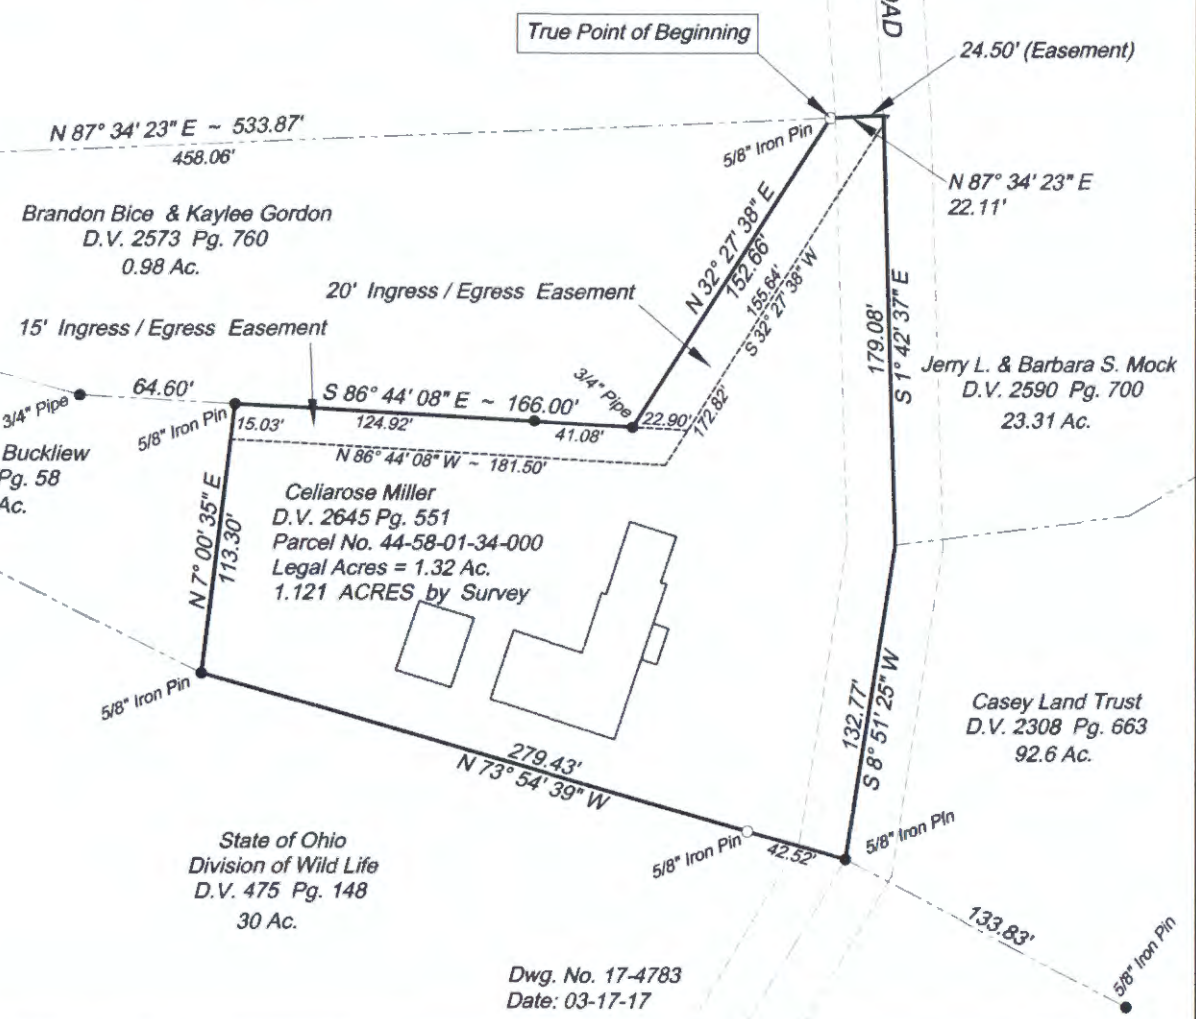 OAD
True Point of Beginning
24.50' (Easement)
N 87° 34' 23" E ~ 533.87'
458.06'
5/8" Iron Pin
N 87° 34' 23" E
22.11'
Brandon Bice & Kaylee Gordon
D.V. 2573 Pg. 760
0.98 Ac.
N 32° 27' 38" E
152.66'
155.64'
S 32° 27' 38" W
20' Ingress / Egress Easement
15' Ingress / Egress Easement
179.08'
S 1° 42' 37" E
Jerry L. & Barbara S. Mock
D.V. 2590 Pg. 700
23.31 Ac.
64.60'
3/4" Pipe
S 86° 44' 08" E ~ 166.00'
3/4" Pipe
5/8" Iron Pin
15.03'
124.92'
41.08'
22.90'
172.82'
N 86° 44' 08" W ~ 181.50'
Buckliew
Pg. 58
Ac.
N 7° 00' 35" E
113.30'
Celiarose Miller
D.V. 2645 Pg. 551
Parcel No. 44-58-01-34-000
Legal Acres = 1.32 Ac.
1.121 ACRES by Survey
5/8" Iron Pin
132.77'
S 8° 51' 25" W
Casey Land Trust
D.V. 2308 Pg. 663
92.6 Ac.
279.43'
N 73° 54' 39" W
5/8" Iron Pin
42.52'
5/8" Iron Pin
State of Ohio
Division of Wild Life
D.V. 475 Pg. 148
30 Ac.
133.83'
5/8" Iron Pin
Dwg. No. 17-4783
Date: 03-17-17